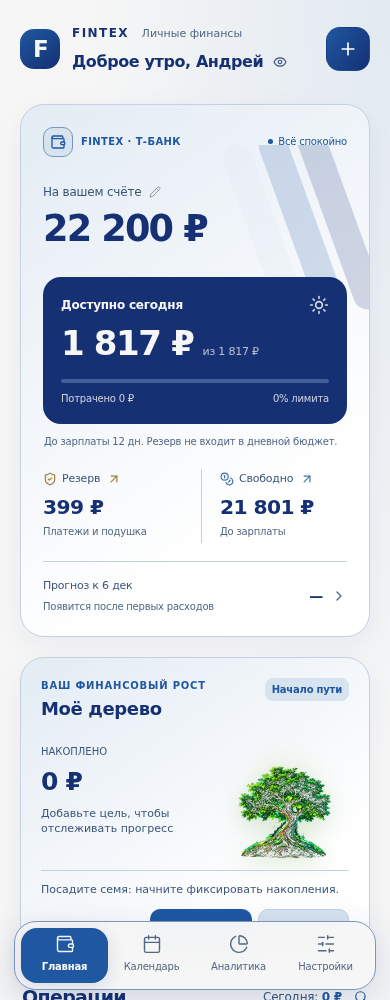 F
FINTEX Личные финансы
Доброе утро, Андрей
FINTEX · Т-БАНК
Всё спокойно
На вашем счёте
22 200 ₽
Доступно сегодня
1 817 ₽ из 1 817 ₽
Потрачено 0 ₽
0% лимита
До зарплаты 12 дн. Резерв не входит в дневной бюджет.
Резерв
399 ₽
Платежи и подушка
Свободно
21 801 ₽
До зарплаты
Прогноз к 6 дек
Появится после первых расходов
—
ВАШ ФИНАНСОВЫЙ РОСТ
Начало пути
Моё дерево
НАКОПЛЕНО
0 ₽
Добавьте цель, чтобы
отслеживать прогресс
Посадите семя: начните фиксировать накопления.
Главная
Календарь
Аналитика
Настройки
Операции
Сегодня: 0 ₽